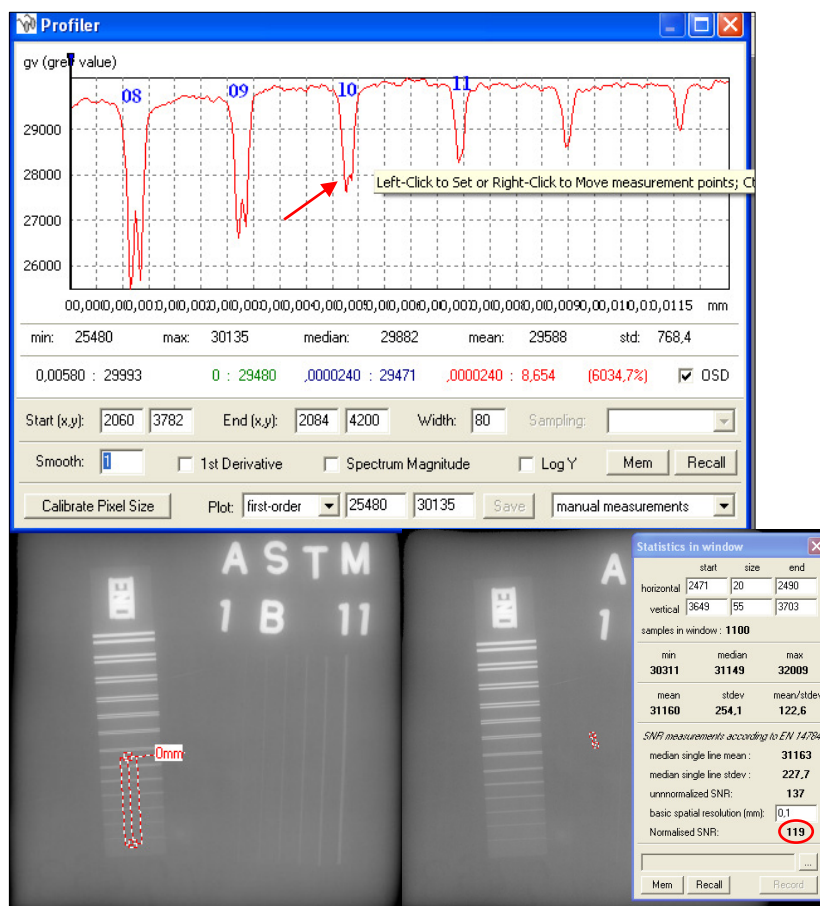 Profiler
gv (grey value)
08 09 10 11
29000
28000
27000
26000
Left-Click to Set or Right-Click to Move measurement points; Ct
mm
min: 25480 max: 30135 median: 29882 mean: 29588 std: 768,4
0,00580 : 29993 0 : 29480 ,0000240 : 29471 ,0000240 : 8,654 (6034,7%) OSD
Start (x,y): 2060 3782 End (x,y): 2084 4200 Width: 80 Sampling:
Smooth: 1 1st Derivative Spectrum Magnitude Log Y Mem Recall
Calibrate Pixel Size Plot: first-order 25480 30135 Save manual measurements
ASTM
1B 11
0mm
A
1
Statistics in window
start size end
horizontal 2471 20 2490
vertical 3649 55 3703
samples in window : 1100
min median max
30311 31149 32009
mean stdev mean/stdev
31160 254,1 122,6
SNR measurements according to EN 14784
median single line mean : 31163
median single line stdev : 227,7
unnnormalized SNR: 137
basic spatial resolution (mm): 0,1
Normalised SNR: 119
...
Mem Recall Record